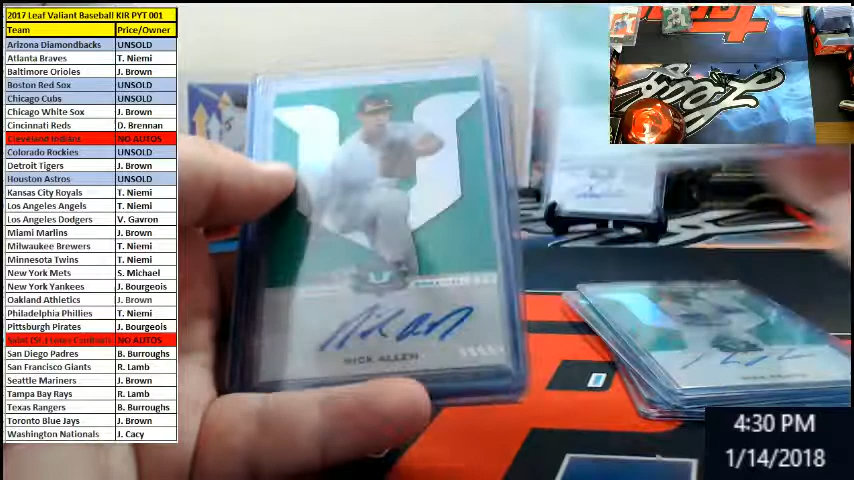 2017 Leaf Valiant Baseball KIR PYT 001
Team Price/Owner
Arizona Diamondbacks UNSOLD
Atlanta Braves T. Niemi
Baltimore Orioles J. Brown
Boston Red Sox UNSOLD
Chicago Cubs UNSOLD
Chicago White Sox J. Brown
Cincinnati Reds D. Brennan
Cleveland Indians NO AUTOS
Colorado Rockies UNSOLD
Detroit Tigers J. Brown
Houston Astros UNSOLD
Kansas City Royals T. Niemi
Los Angeles Angels T. Niemi
Los Angeles Dodgers V. Gavron
Miami Marlins J. Brown
Milwaukee Brewers T. Niemi
Minnesota Twins T. Niemi
New York Mets S. Michael
New York Yankees J. Bourgeois
Oakland Athletics J. Brown
Philadelphia Phillies T. Niemi
Pittsburgh Pirates J. Bourgeois
Saint (St.) Louis Cardinals NO AUTOS
San Diego Padres B. Burroughs
San Francisco Giants R. Lamb
Seattle Mariners J. Brown
Tampa Bay Rays R. Lamb
Texas Rangers B. Burroughs
Toronto Blue Jays J. Brown
Washington Nationals J. Cacy
NICK ALLEN
4:30 PM
1/14/2018